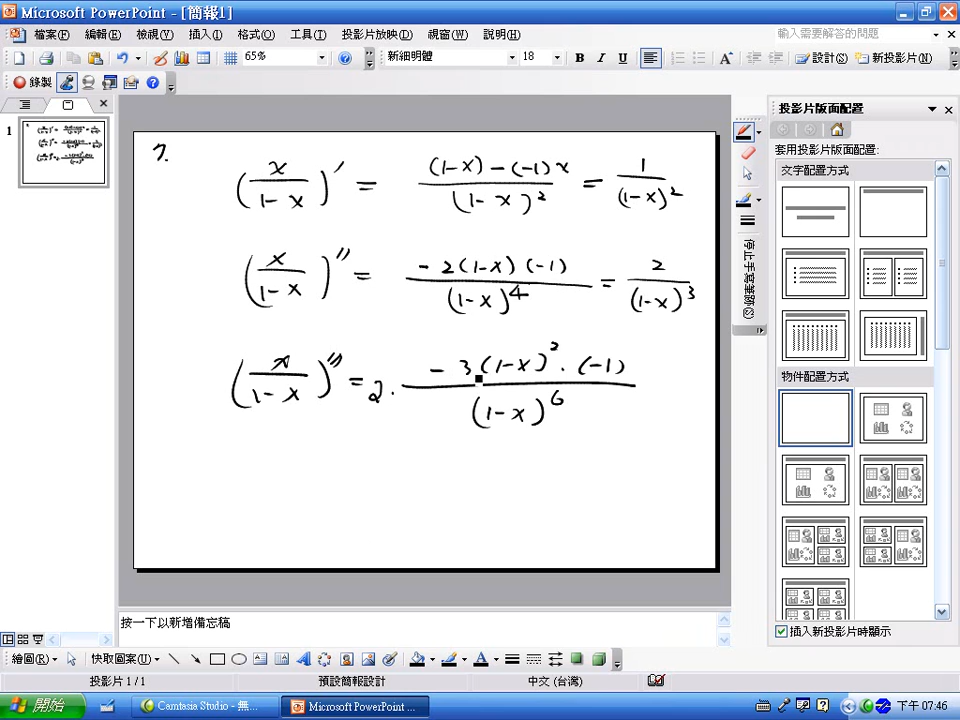 Microsoft PowerPoint - [簡報1]
檔案(F) 編輯(E) 檢視(V) 插入(I) 格式(O) 工具(T) 投影片放映(D) 視窗(W) 說明(H) 輸入需要解答的問題
65% 新細明體 18 B I U A 設計(S) 新投影片(N)
錄製
1
7.
(x/(1-x))' = ((1-x)-(-1)x)/(1-x)^2 = 1/(1-x)^2
(x/(1-x))'' = (-2(1-x)(-1))/(1-x)^4 = 2/(1-x)^3
(x/(1-x))''' = 2. (-3(1-x)^2 · (-1))/(1-x)^6
停止手寫筆跡(S)
投影片版面配置
套用投影片版面配置:
文字配置方式
物件配置方式
插入新投影片時顯示
按一下以新增備忘稿
繪圖(R) 快取圖案(U)
投影片 1 / 1 預設簡報設計 中文 (台灣)
開始 Camtasia Studio - 無... Microsoft PowerPoint ... 下午 07:46